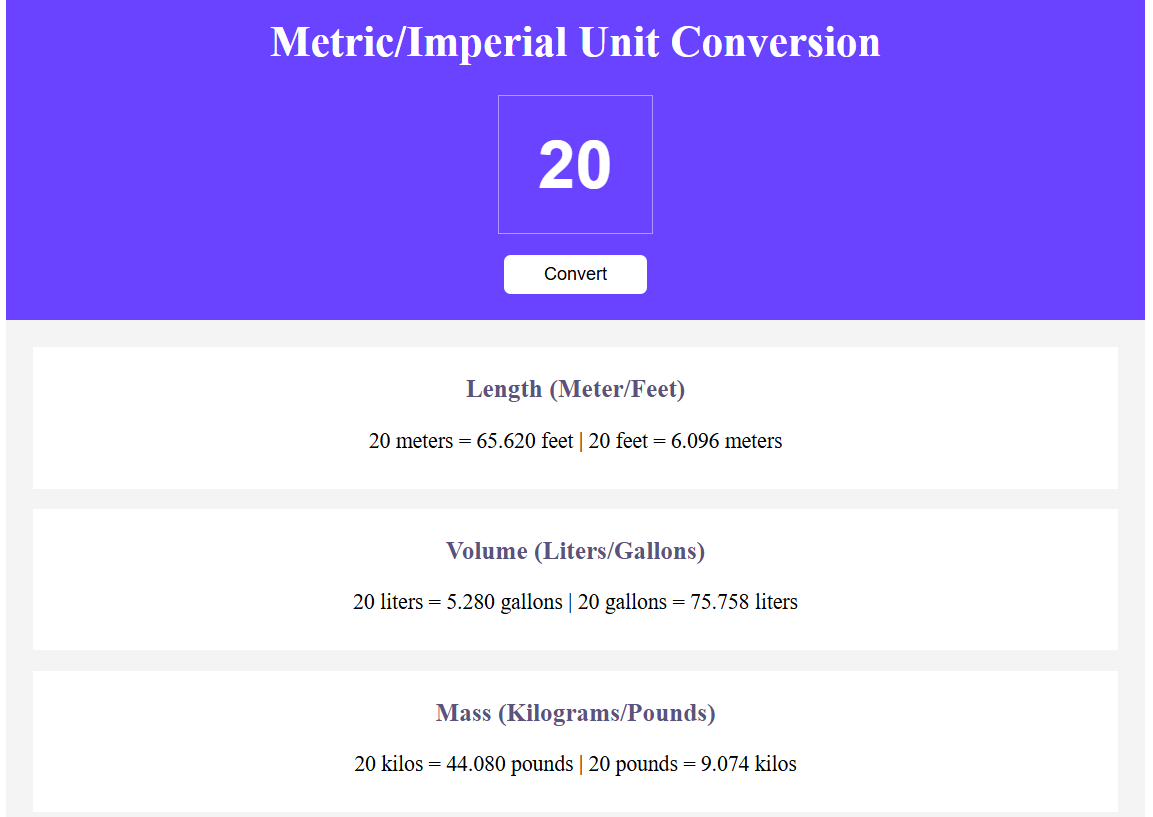 Metric/Imperial Unit Conversion
20
Convert
Length (Meter/Feet)
20 meters = 65.620 feet | 20 feet = 6.096 meters
Volume (Liters/Gallons)
20 liters = 5.280 gallons | 20 gallons = 75.758 liters
Mass (Kilograms/Pounds)
20 kilos = 44.080 pounds | 20 pounds = 9.074 kilos